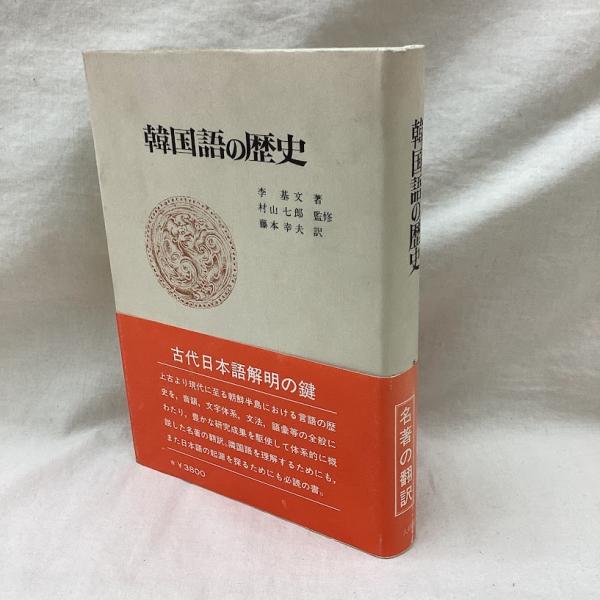 韓国語の歴史
李基文 著
村山七郎 監修
藤本幸夫 訳
古代日本語解明の鍵
上古より現代に至る朝鮮半島における言語の歴
史を，音韻，文字体系，文法，語彙等の全般に
わたり，豊かな研究成果を駆使して体系的に概
説した名著の翻訳。韓国語を理解するためにも，
また日本語の起源を探るためにも必読の書。
¥3800
韓国語の歴史
名著の翻訳